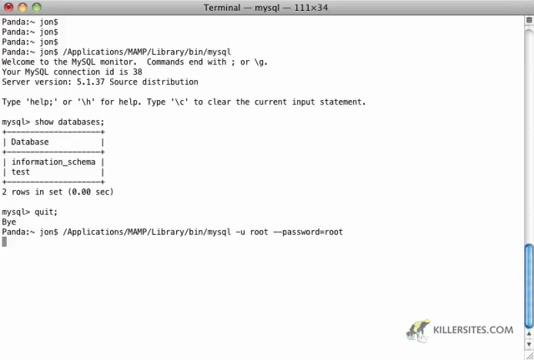 Terminal — mysql — 111×34
Panda:~ jon$
Panda:~ jon$
Panda:~ jon$
Panda:~ jon$ /Applications/MAMP/Library/bin/mysql
Welcome to the MySQL monitor.  Commands end with ; or \g.
Your MySQL connection id is 38
Server version: 5.1.37 Source distribution
Type 'help;' or '\h' for help. Type '\c' to clear the current input statement.
mysql> show databases;
+--------------------+
| Database           |
+--------------------+
| information_schema |
| test               |
+--------------------+
2 rows in set (0.00 sec)
mysql> quit;
Bye
Panda:~ jon$ /Applications/MAMP/Library/bin/mysql -u root --password=root
KILLERSITES.COM